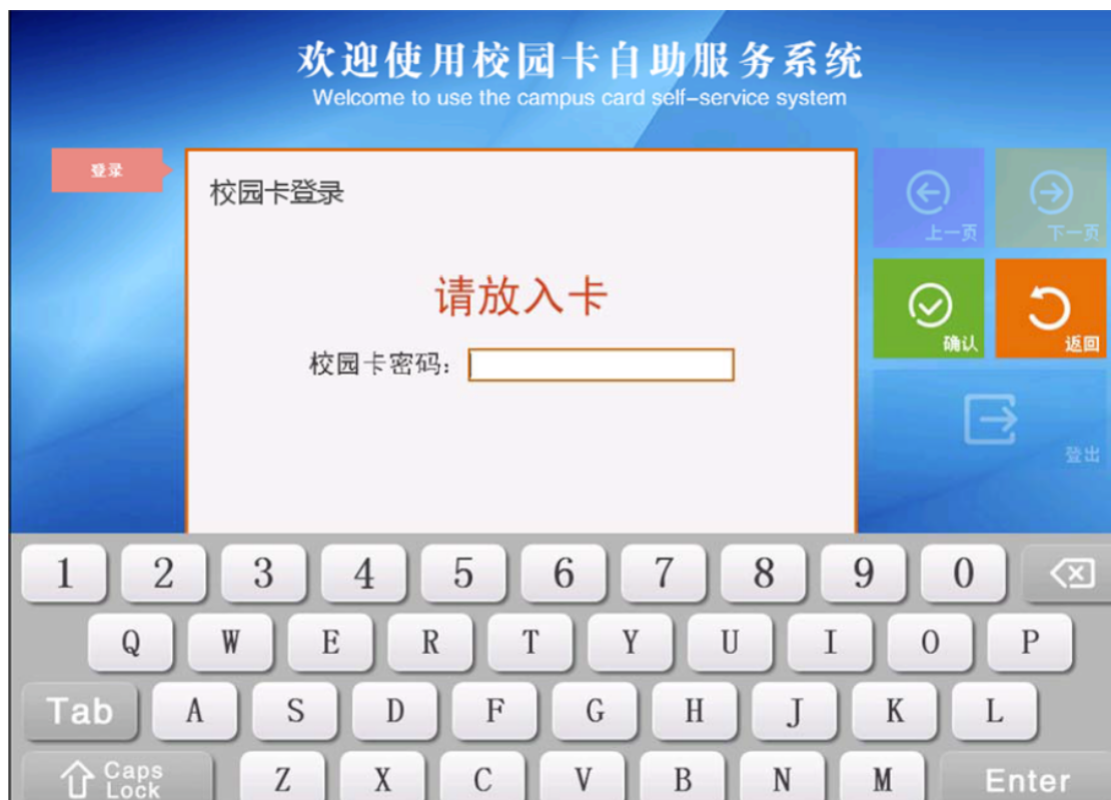 欢迎使用校园卡自助服务系统
Welcome to use the campus card self-service system
登录
校园卡登录
请放入卡
校园卡密码:
上一页
下一页
确认
返回
登出
1 2 3 4 5 6 7 8 9 0
Q W E R T Y U I O P
Tab A S D F G H J K L
Caps Lock Z X C V B N M Enter